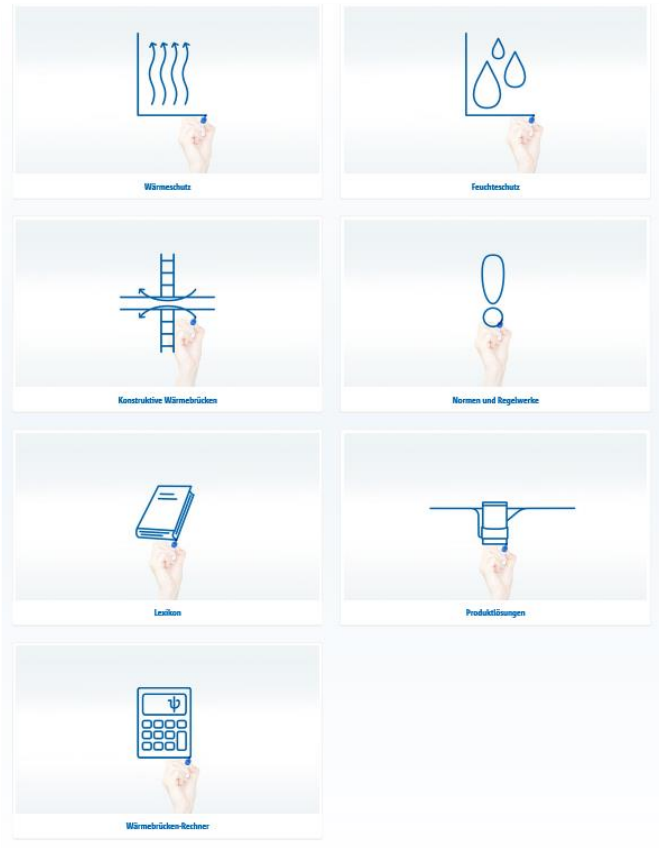 Wärmeschutz
Feuchteschutz
Konstruktive Wärmebrücken
Normen und Regelwerke
Lexikon
Produktlösungen
ψ
Wärmebrücken-Rechner